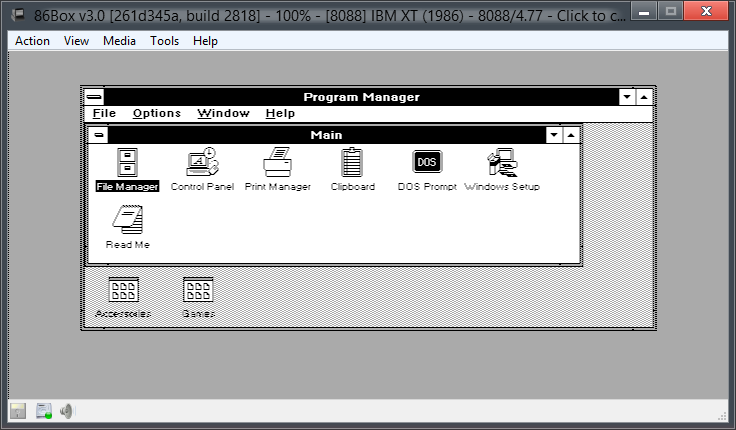 86Box v3.0 [261d345a, build 2818] - 100% - [8088] IBM XT (1986) - 8088/4.77 - Click to c...
Action View Media Tools Help
Program Manager
File Options Window Help
Main
DOS
File Manager Control Panel Print Manager Clipboard DOS Prompt Windows Setup
Read Me
Accessories Games